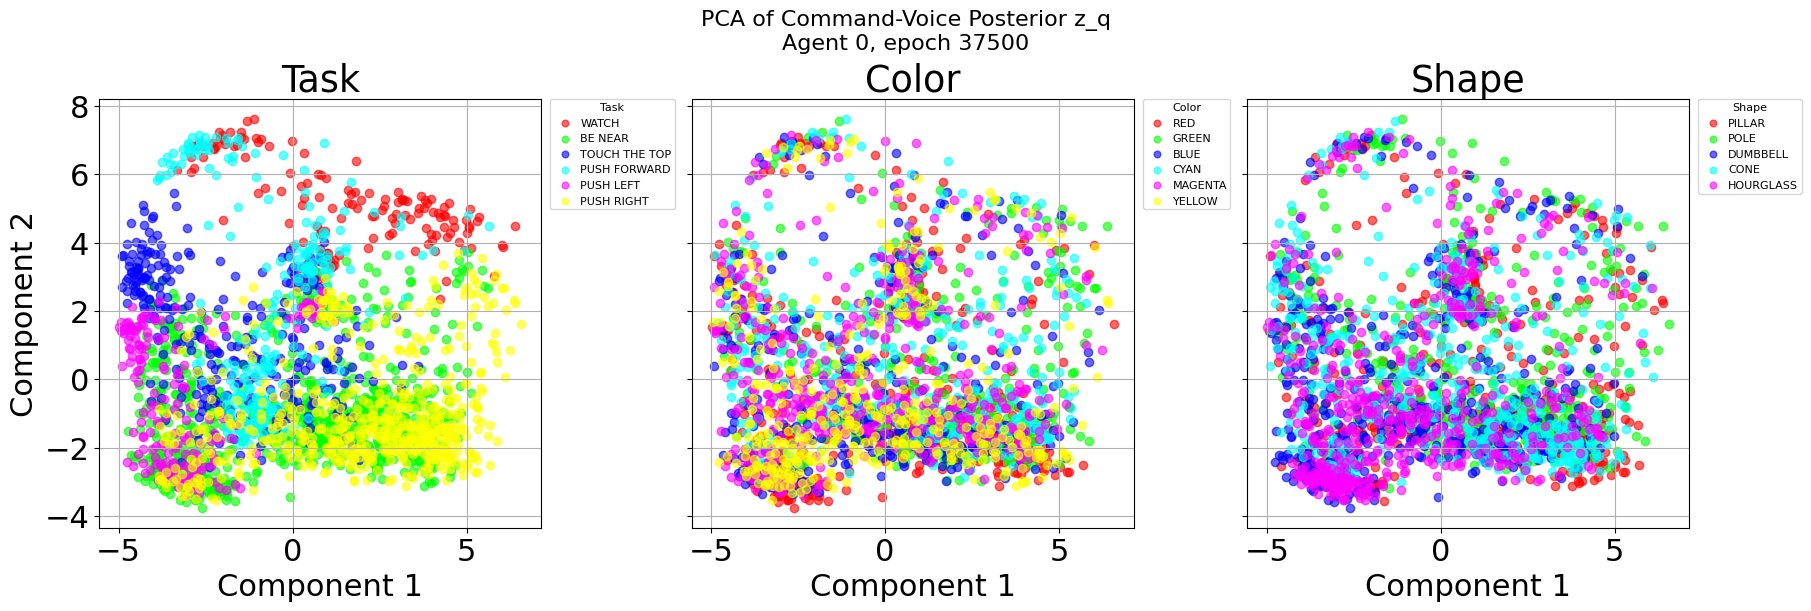 PCA of Command-Voice Posterior z_q
Agent 0, epoch 37500
Task
Color
Shape
Component 2
8
6
4
2
0
−2
−4
−5
0
5
Component 1
−5
0
5
Component 1
−5
0
5
Component 1
Task
WATCH
BE NEAR
TOUCH THE TOP
PUSH FORWARD
PUSH LEFT
PUSH RIGHT
Color
RED
GREEN
BLUE
CYAN
MAGENTA
YELLOW
Shape
PILLAR
POLE
DUMBBELL
CONE
HOURGLASS